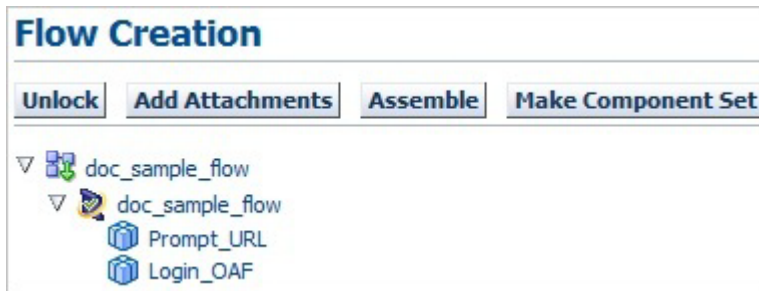 Flow Creation
Unlock Add Attachments Assemble Make Component Set
doc_sample_flow
doc_sample_flow
Prompt_URL
Login_OAF